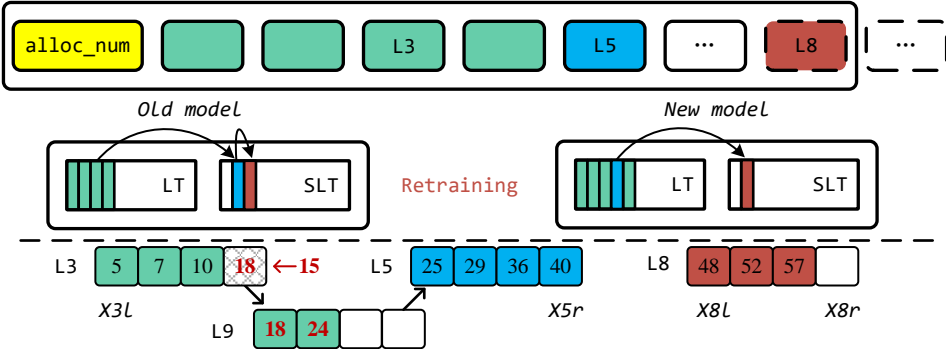 alloc_num L3 L5 ... L8 ...
Old model New model
LT SLT Retraining LT SLT
L3 5 7 10 18 ←15 L5 25 29 36 40 L8 48 52 57
X3l X5r X8l X8r
L9 18 24